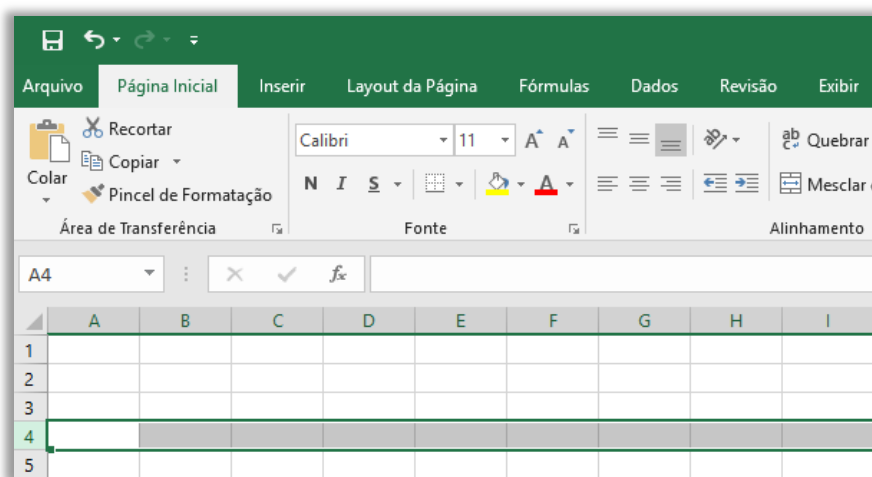 Arquivo Página Inicial Inserir Layout da Página Fórmulas Dados Revisão Exibir
Recortar
Copiar
Colar
Pincel de Formatação
Área de Transferência
Calibri 11 A A
N I S A
Fonte
ab Quebrar
Mesclar
Alinhamento
A4 fx
A B C D E F G H I
1
2
3
4
5